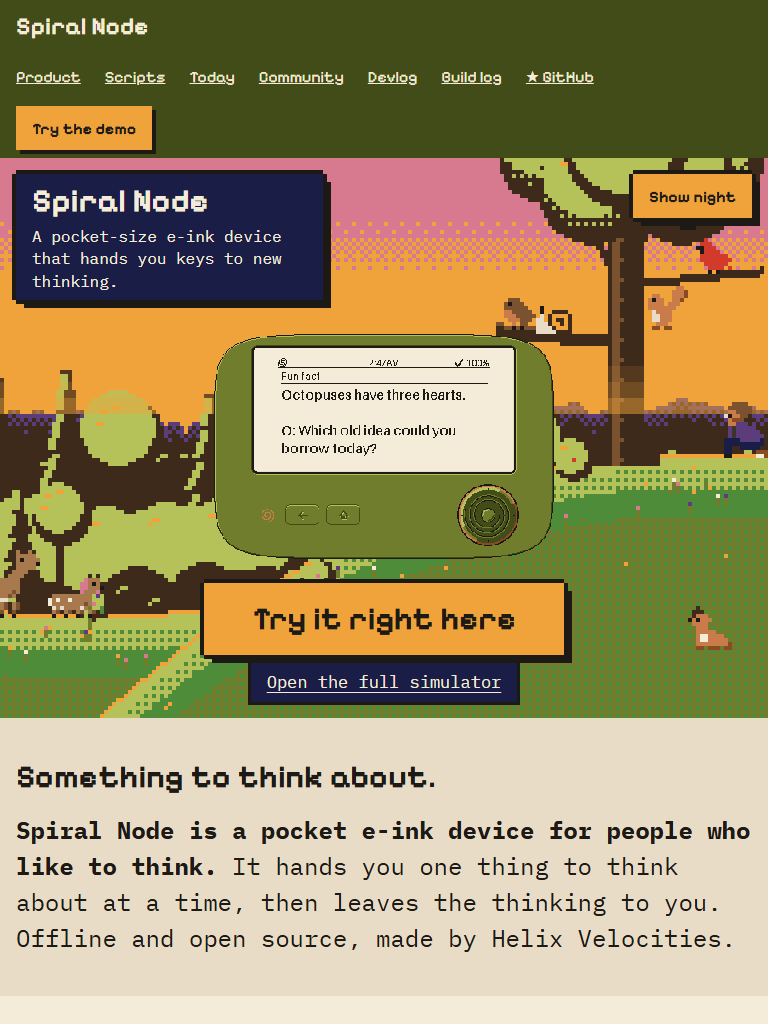 Spiral Node
Product Scripts Today Community Devlog Build log ★ GitHub
Try the demo
Spiral Node
A pocket-size e-ink device
that hands you keys to new
thinking.
Show night
100%
Fun fact
Octopuses have three hearts.
Q: Which old idea could you
borrow today?
Try it right here
Open the full simulator
Something to think about.
Spiral Node is a pocket e-ink device for people who
like to think. It hands you one thing to think
about at a time, then leaves the thinking to you.
Offline and open source, made by Helix Velocities.